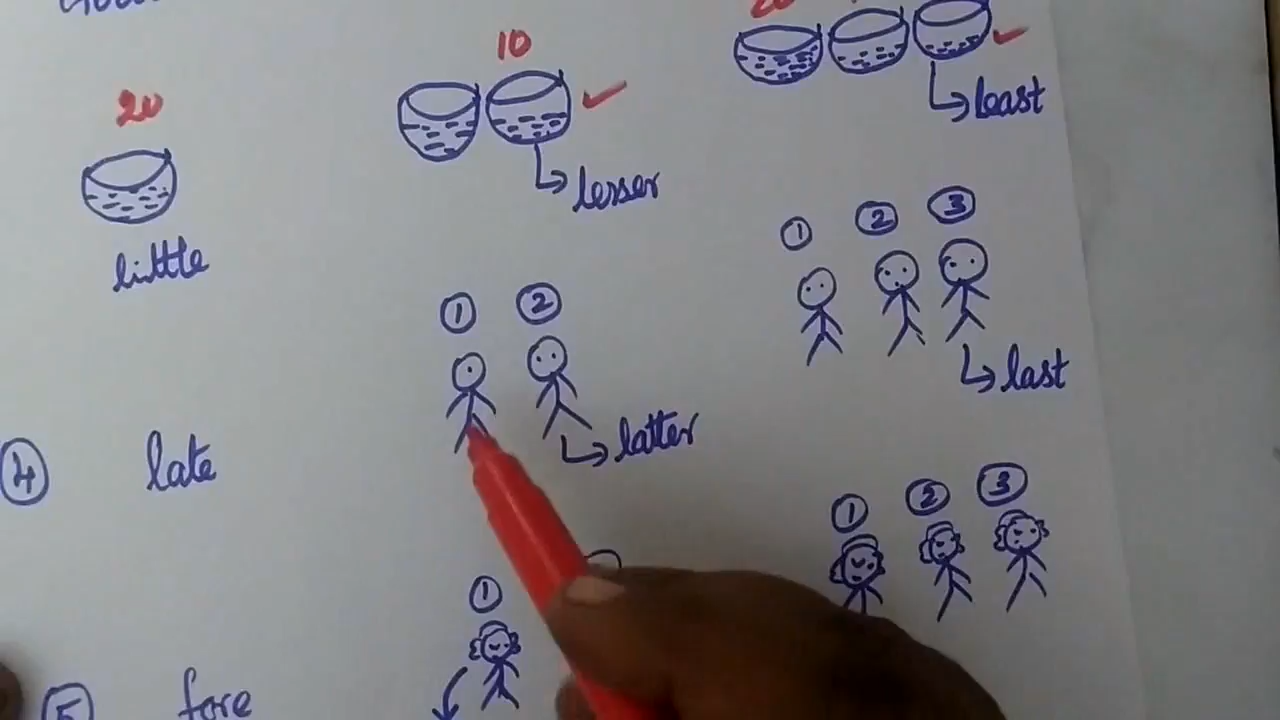 20
little
10
lesser
least
1 2
latter
1 2 3
last
4 late
1
1 2 3
5 fore